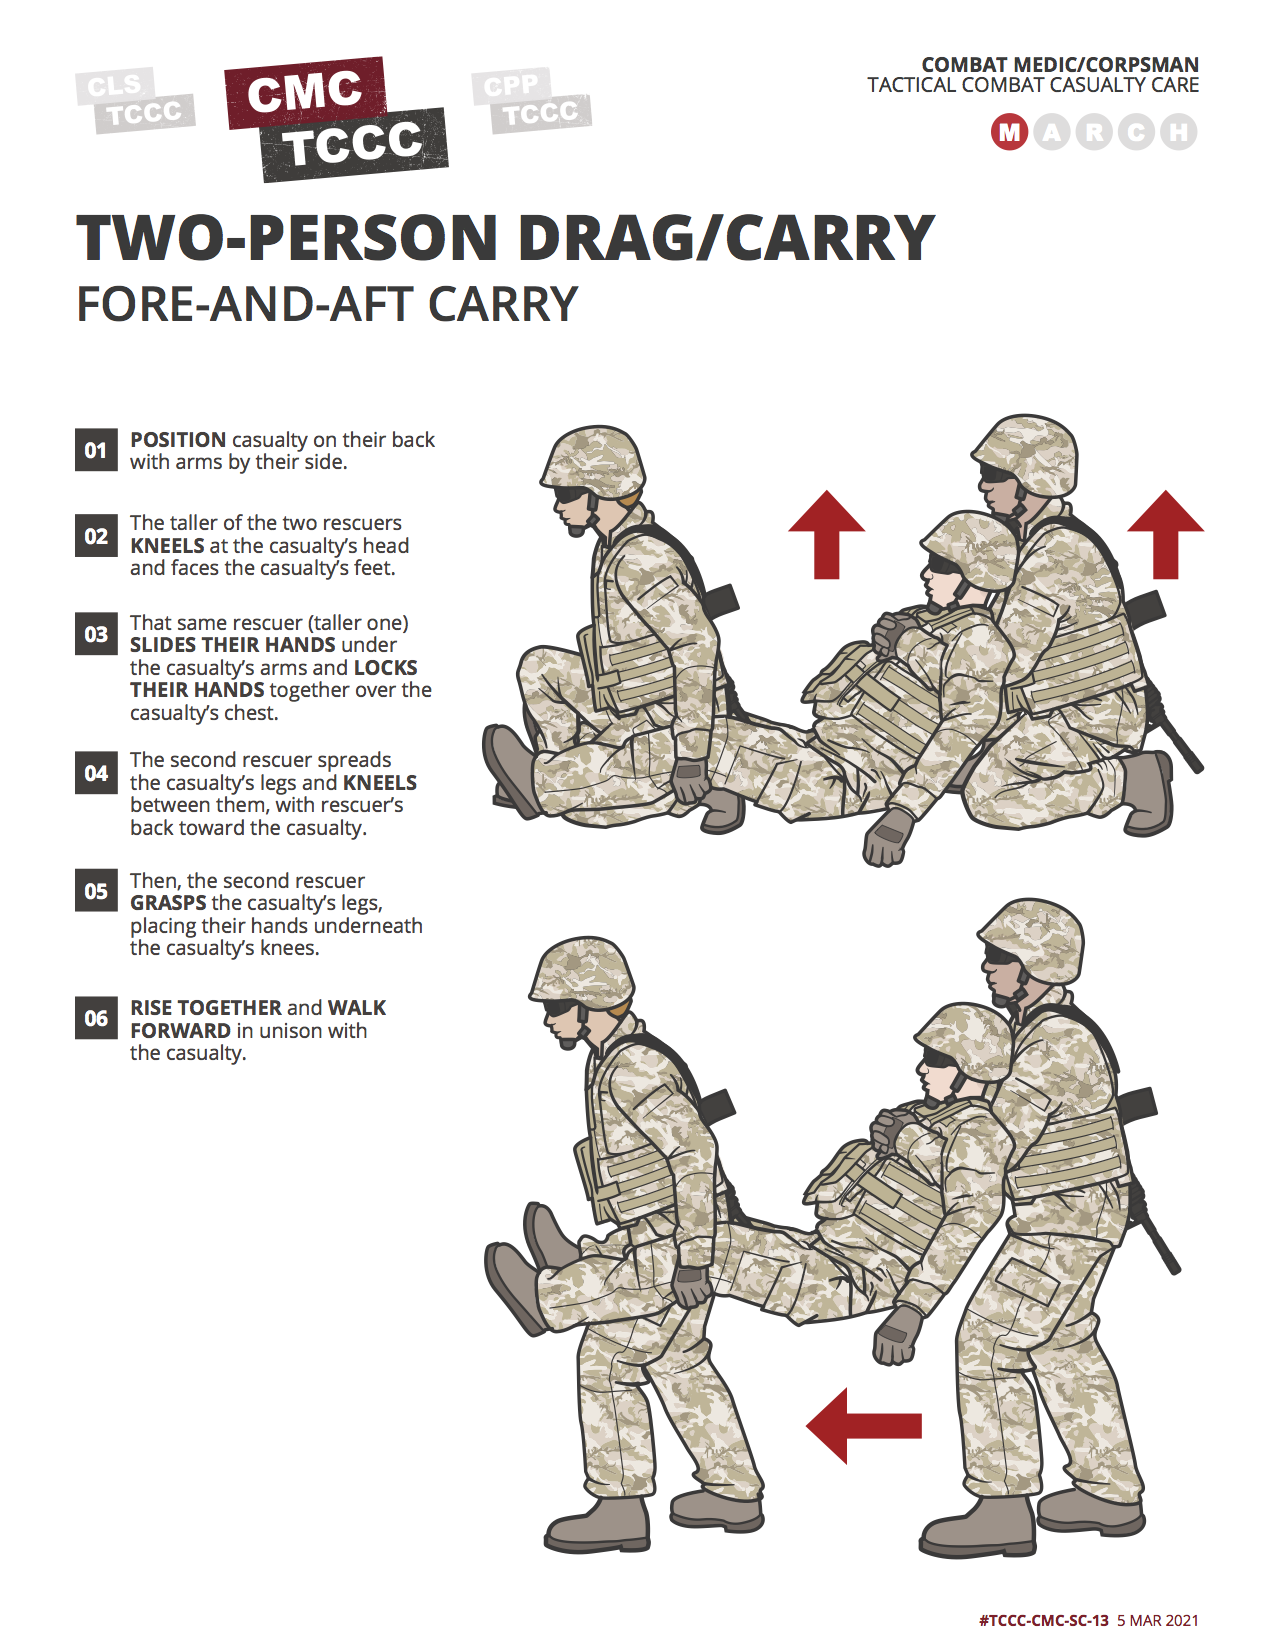 CLS
TCCC
CMC
TCCC
CPP
TCCC
COMBAT MEDIC/CORPSMAN
TACTICAL COMBAT CASUALTY CARE
M A R C H
TWO-PERSON DRAG/CARRY
FORE-AND-AFT CARRY
01
POSITION casualty on their back
with arms by their side.
02
The taller of the two rescuers
KNEELS at the casualty's head
and faces the casualty's feet.
03
That same rescuer (taller one)
SLIDES THEIR HANDS under
the casualty's arms and LOCKS
THEIR HANDS together over the
casualty's chest.
04
The second rescuer spreads
the casualty's legs and KNEELS
between them, with rescuer's
back toward the casualty.
05
Then, the second rescuer
GRASPS the casualty's legs,
placing their hands underneath
the casualty's knees.
06
RISE TOGETHER and WALK
FORWARD in unison with
the casualty.
#TCCC-CMC-SC-13 5 MAR 2021